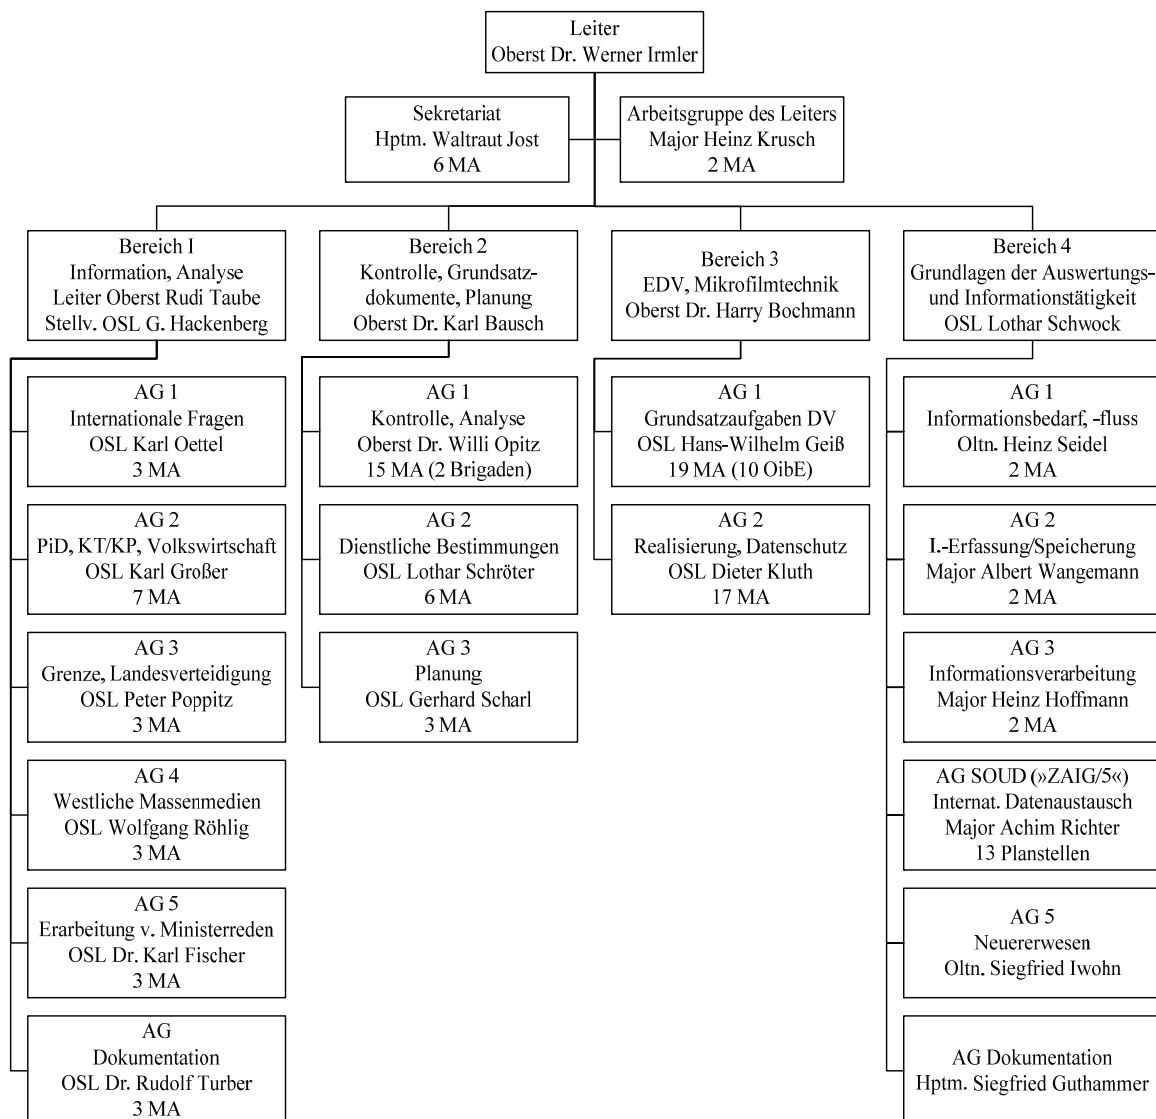 Leiter
Oberst Dr. Werner Irmler
Sekretariat
Hptm. Waltraut Jost
6 MA
Arbeitsgruppe des Leiters
Major Heinz Krusch
2 MA
Bereich 1
Information, Analyse
Leiter Oberst Rudi Taube
Stellv. OSL G. Hackenberg
Bereich 2
Kontrolle, Grundsatz-
dokumente, Planung
Oberst Dr. Karl Bausch
Bereich 3
EDV, Mikrofilmtechnik
Oberst Dr. Harry Bochmann
Bereich 4
Grundlagen der Auswertungs-
und Informationstätigkeit
OSL Lothar Schwock
AG 1
Internationale Fragen
OSL Karl Oettel
3 MA
AG 2
PiD, KT/KP, Volkswirtschaft
OSL Karl Großer
7 MA
AG 3
Grenze, Landesverteidigung
OSL Peter Poppitz
3 MA
AG 4
Westliche Massenmedien
OSL Wolfgang Röhlig
3 MA
AG 5
Erarbeitung v. Ministerreden
OSL Dr. Karl Fischer
3 MA
AG
Dokumentation
OSL Dr. Rudolf Turber
3 MA
AG 1
Kontrolle, Analyse
Oberst Dr. Willi Opitz
15 MA (2 Brigaden)
AG 2
Dienstliche Bestimmungen
OSL Lothar Schröter
6 MA
AG 3
Planung
OSL Gerhard Scharl
3 MA
AG 1
Grundsatzaufgaben DV
OSL Hans-Wilhelm Geiß
19 MA (10 OibE)
AG 2
Realisierung, Datenschutz
OSL Dieter Kluth
17 MA
AG 1
Informationsbedarf, -fluss
Oltn. Heinz Seidel
2 MA
AG 2
I.-Erfassung/Speicherung
Major Albert Wangemann
2 MA
AG 3
Informationsverarbeitung
Major Heinz Hoffmann
2 MA
AG SOUD (»ZAIG/5«)
Internat. Datenaustausch
Major Achim Richter
13 Planstellen
AG 5
Neuererwesen
Oltn. Siegfried Iwohn
AG Dokumentation
Hptm. Siegfried Guthammer